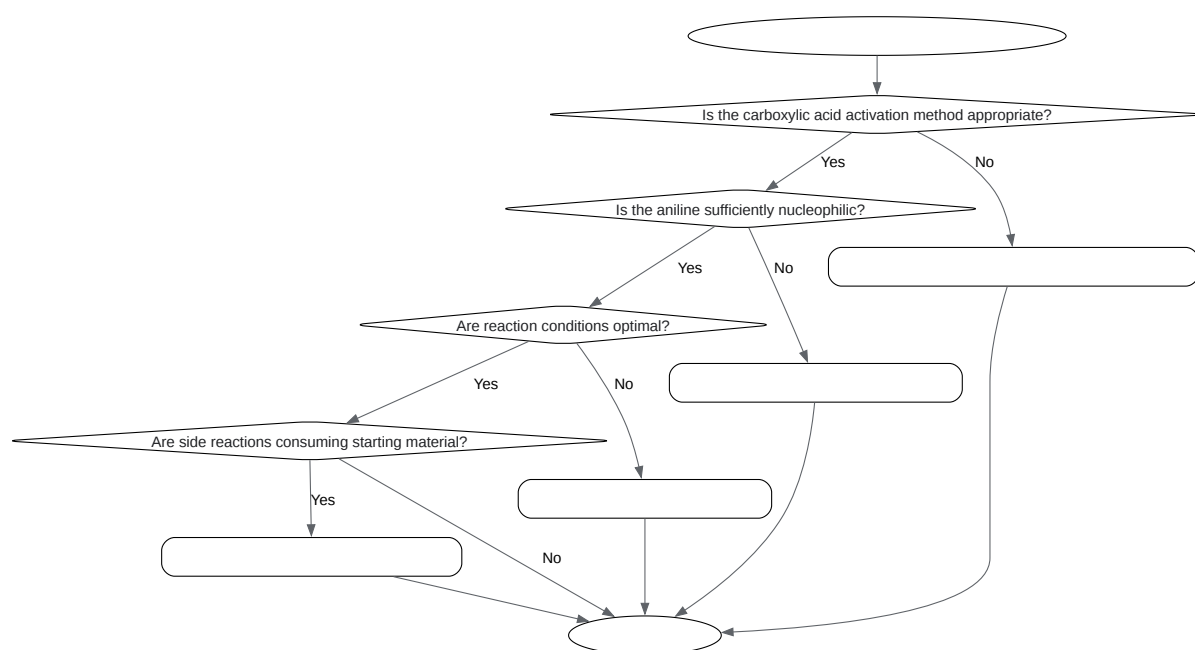 Is the carboxylic acid activation method appropriate?
Yes
No
Is the aniline sufficiently nucleophilic?
Yes
No
Are reaction conditions optimal?
Yes
No
Are side reactions consuming starting material?
Yes
No